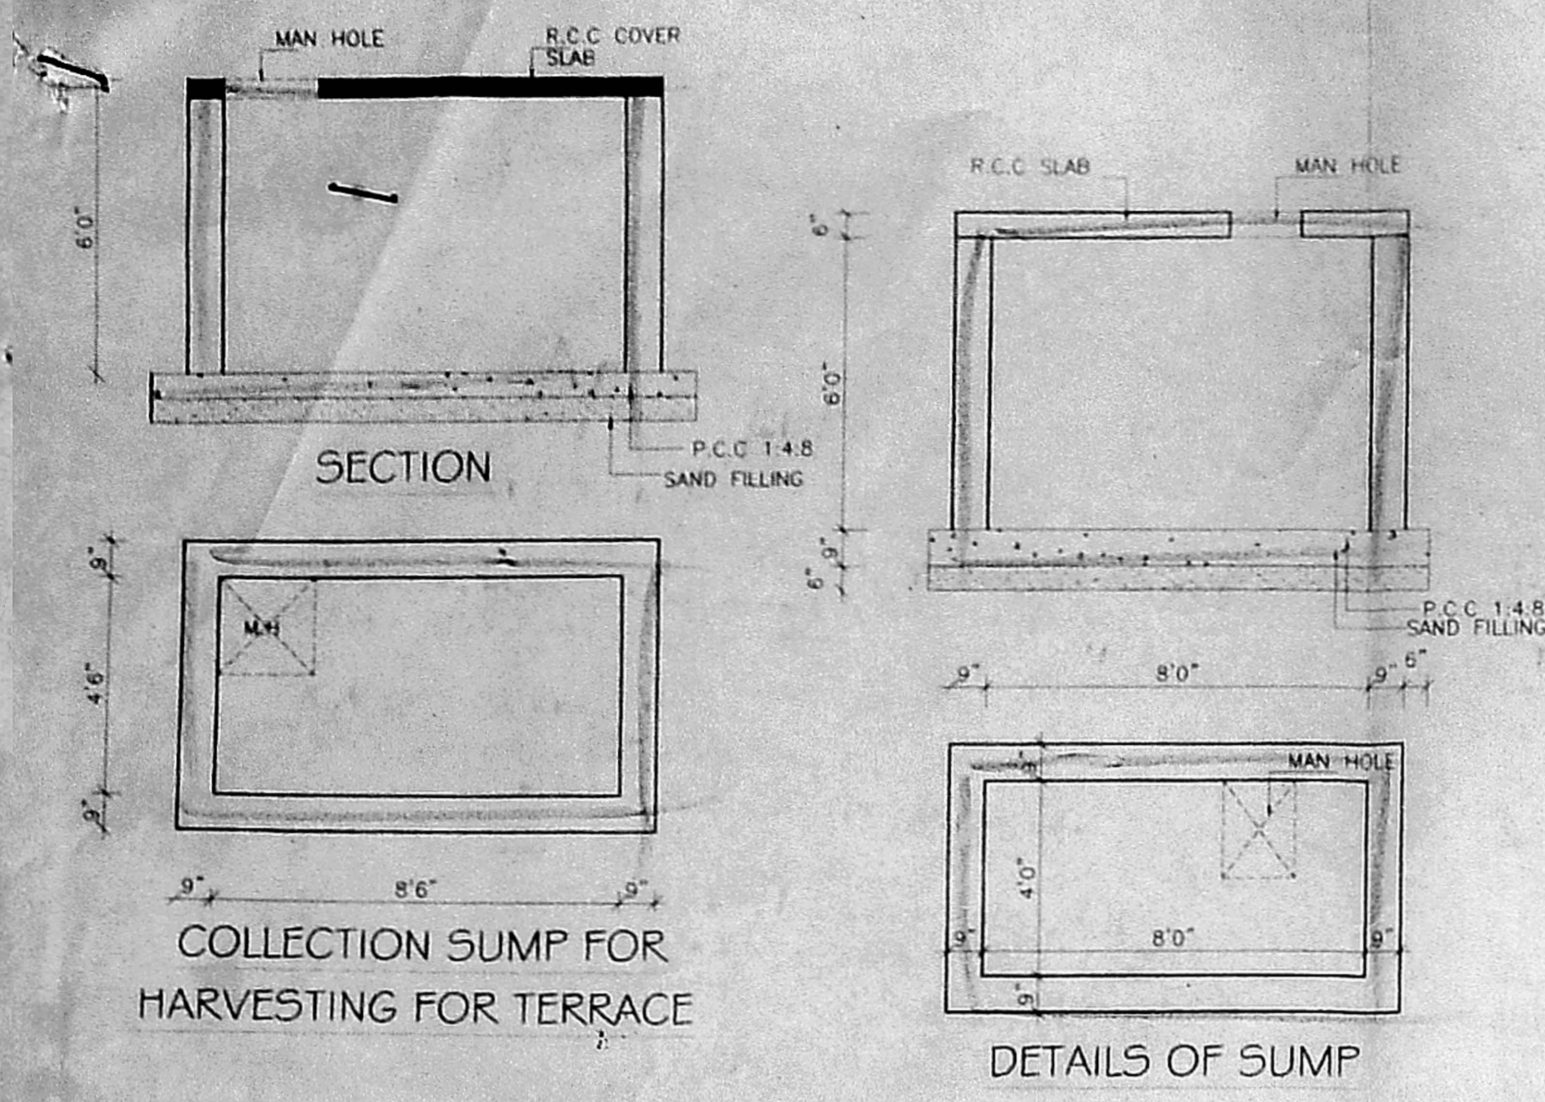 MAN HOLE
R.C.C COVER
SLAB
6'0"
P.C.C 1:4:8
SAND FILLING
SECTION
9"
4'6"
9"
M.H
9"
8'6"
9"
COLLECTION SUMP FOR
HARVESTING FOR TERRACE
R.C.C SLAB
MAN HOLE
6"
6'0"
9"
6"
P.C.C 1:4:8
SAND FILLING
9"
8'0"
9"
6"
MAN HOLE
4'0"
9"
8'0"
9"
9"
DETAILS OF SUMP